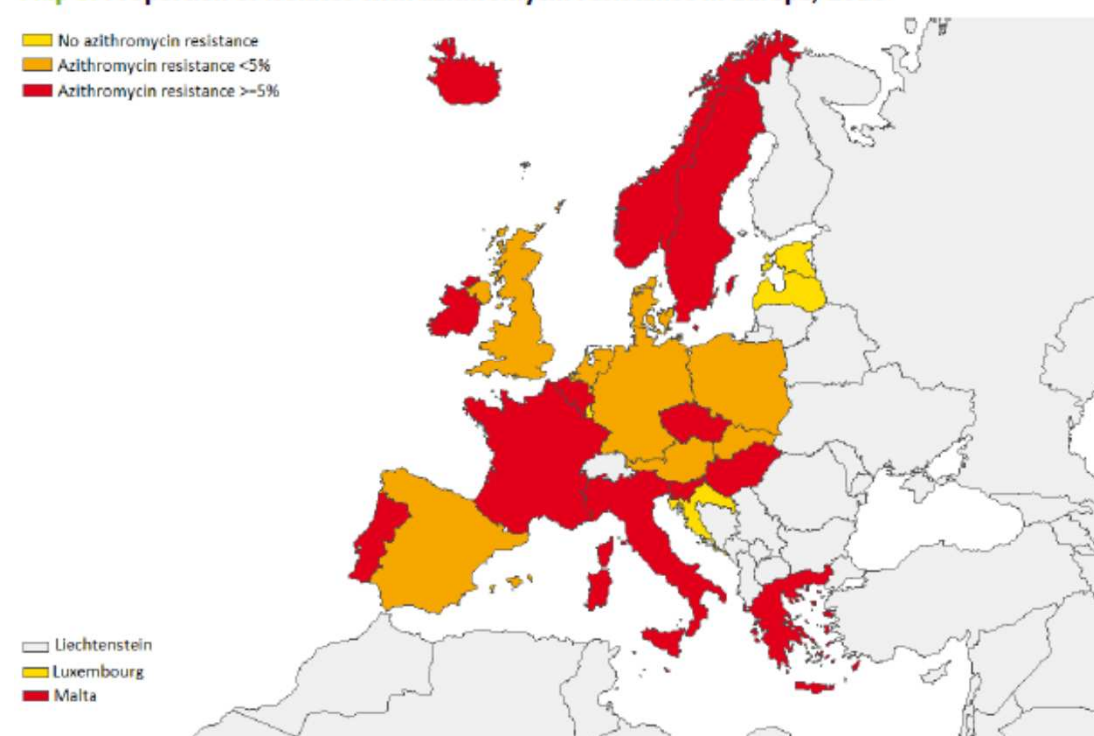 No azithromycin resistance
Azithromycin resistance <5%
Azithromycin resistance >=5%
Liechtenstein
Luxembourg
Malta